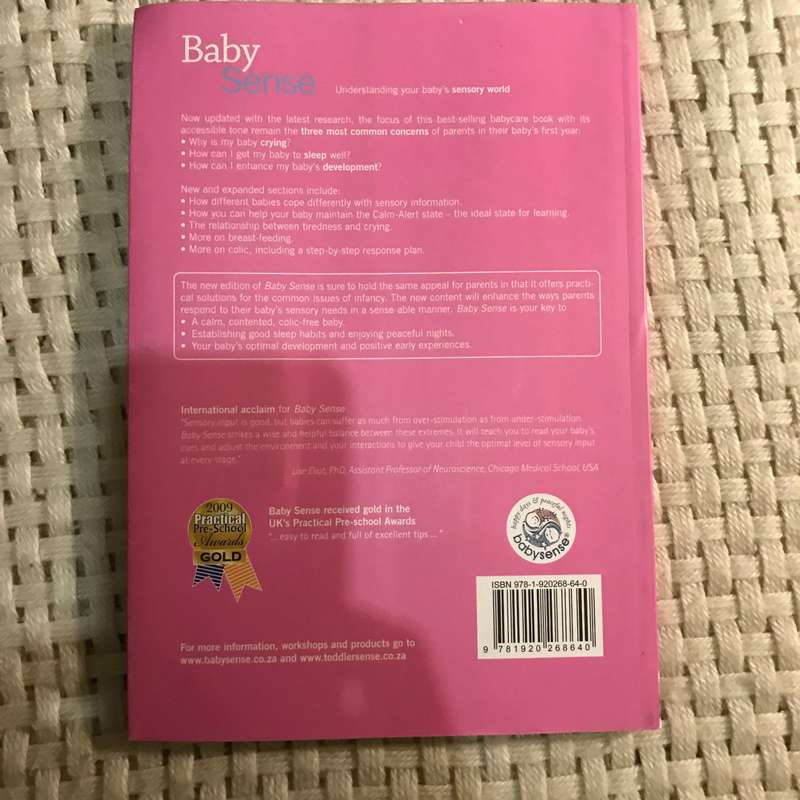 Baby
Sense
Understanding your baby's sensory world
Now updated with the latest research, the focus of this best-selling babycare book with its
accessible tone remain the three most common concerns of parents in their baby's first year.
• Why is my baby crying?
• How can I get my baby to sleep well?
• How can I enhance my baby's development?
New and expanded sections include:
• How different babies cope differently with sensory information.
• How you can help your baby maintain the Calm-Alert state – the ideal state for learning.
• The relationship between tiredness and crying.
• More on breast-feeding.
• More on colic, including a step-by-step response plan.
The new edition of Baby Sense is sure to hold the same appeal for parents in that it offers practi-
cal solutions for the common issues of infancy. The new content will enhance the ways parents
respond to their baby's sensory needs in a sense-able manner. Baby Sense is your key to
• A calm, contented, colic-free baby.
• Establishing good sleep habits and enjoying peaceful nights.
• Your baby's optimal development and positive early experiences.
International acclaim for Baby Sense
"Sensory input is good, but babies can suffer as much from over-stimulation as from under-stimulation.
Baby Sense strikes a wise and helpful balance between these extremes. It will teach you to read your baby's
cues and adjust the environment and your interactions to give your child the optimal level of sensory input
at every stage."
Lise Eliot, PhD, Assistant Professor of Neuroscience, Chicago Medical School, USA
2009
Practical
Pre-School
Awards
GOLD
Baby Sense received gold in the
UK's Practical Pre-school Awards
"... easy to read and full of excellent tips ..."
happy days & peaceful nights
babysense®
ISBN 978-1-920268-64-0
9 781920 268640
For more information, workshops and products go to
www.babysense.co.za and www.toddlersense.co.za